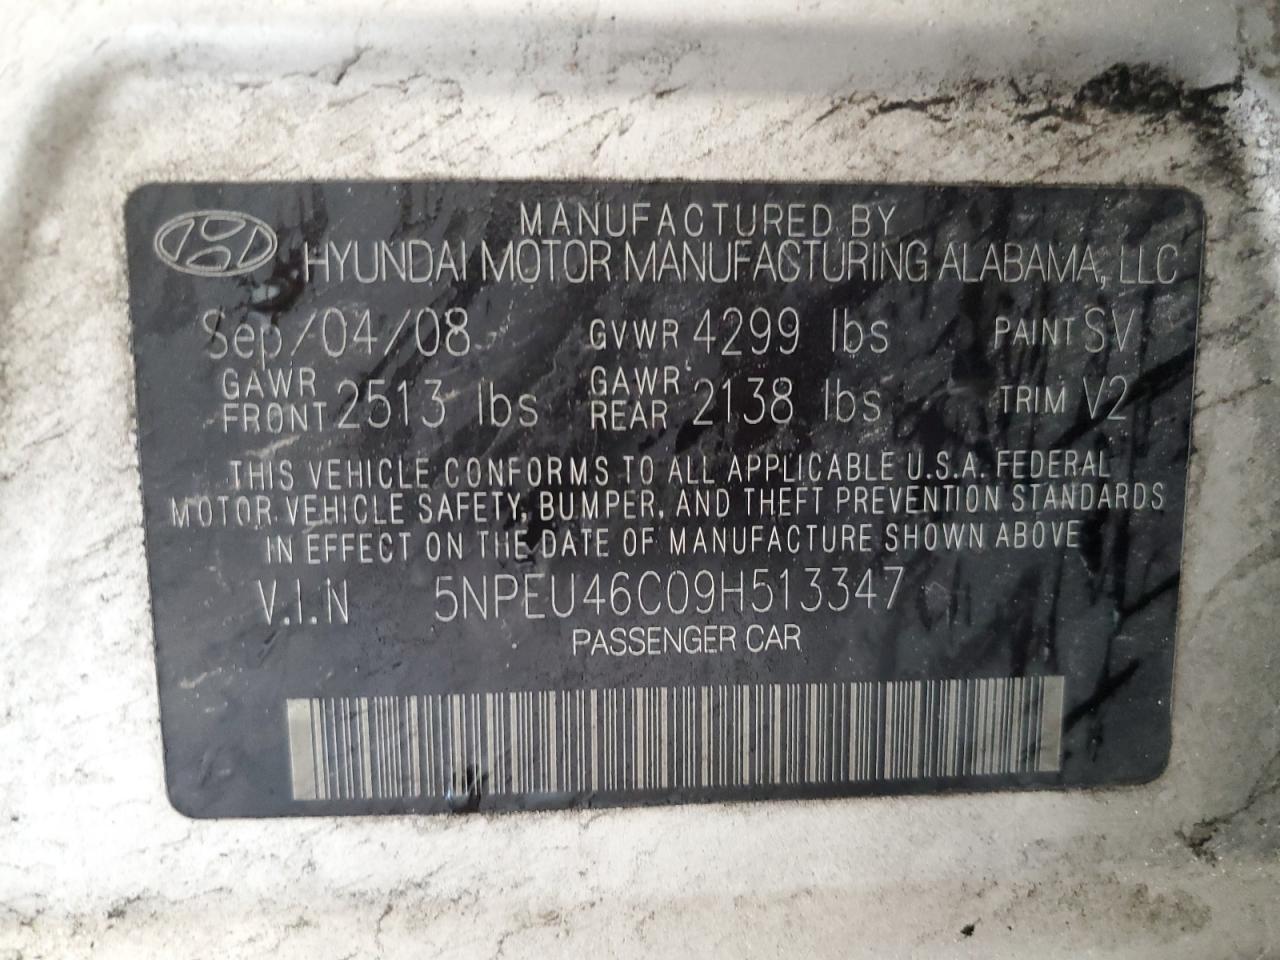 MANUFACTURED BY
HYUNDAI MOTOR MANUFACTURING ALABAMA, LLC
Sep/04/08 GVWR 4299 lbs PAINT SV
GAWR FRONT 2513 lbs GAWR REAR 2138 lbs TRIM V2
THIS VEHICLE CONFORMS TO ALL APPLICABLE U.S.A. FEDERAL
MOTOR VEHICLE SAFETY, BUMPER, AND THEFT PREVENTION STANDARDS
IN EFFECT ON THE DATE OF MANUFACTURE SHOWN ABOVE
V.I.N 5NPEU46C09H513347
PASSENGER CAR